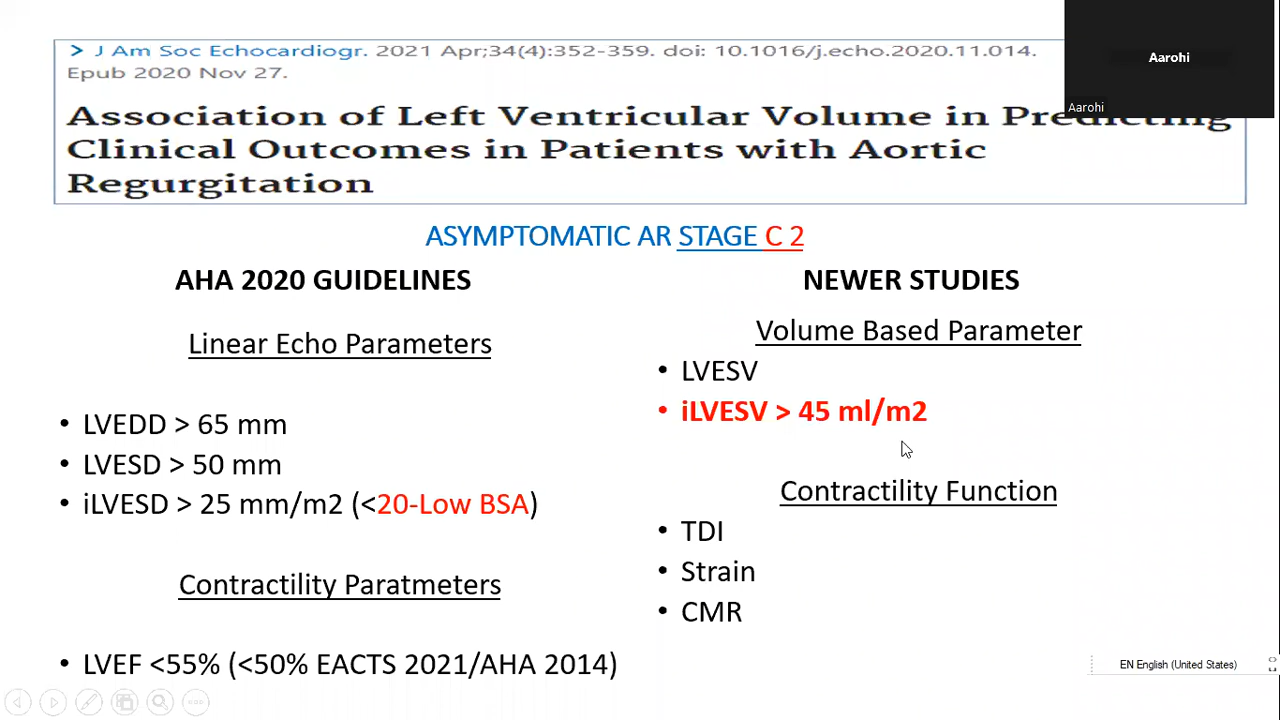 > J Am Soc Echocardiogr. 2021 Apr;34(4):352-359. doi: 10.1016/j.echo.2020.11.014.
Epub 2020 Nov 27.
Association of Left Ventricular Volume in Predicting
Clinical Outcomes in Patients with Aortic
Regurgitation
Aarohi
Aarohi
ASYMPTOMATIC AR STAGE C 2
AHA 2020 GUIDELINES
Linear Echo Parameters
• LVEDD > 65 mm
• LVESD > 50 mm
• iLVESD > 25 mm/m2 (<20-Low BSA)
Contractility Paratmeters
• LVEF <55% (<50% EACTS 2021/AHA 2014)
NEWER STUDIES
Volume Based Parameter
• LVESV
• iLVESV > 45 ml/m2
Contractility Function
• TDI
• Strain
• CMR
EN English (United States)